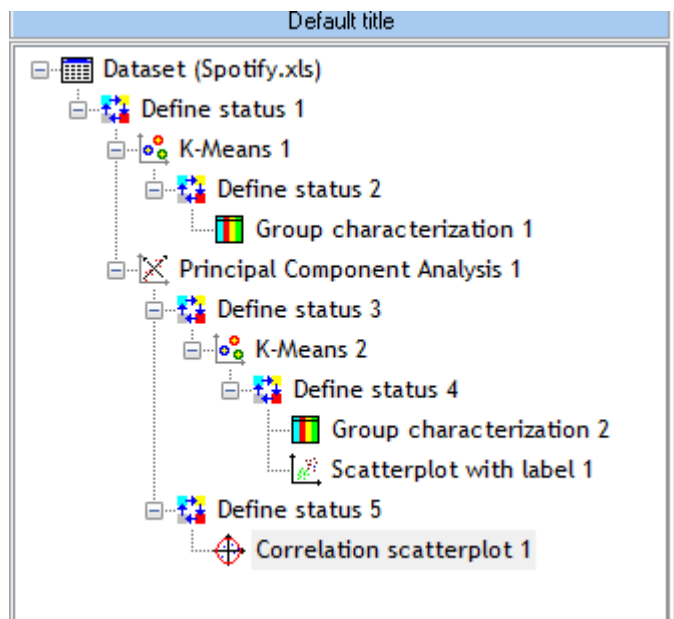 Default title
Dataset (Spotify.xls)
Define status 1
K-Means 1
Define status 2
Group characterization 1
Principal Component Analysis 1
Define status 3
K-Means 2
Define status 4
Group characterization 2
Scatterplot with label 1
Define status 5
Correlation scatterplot 1